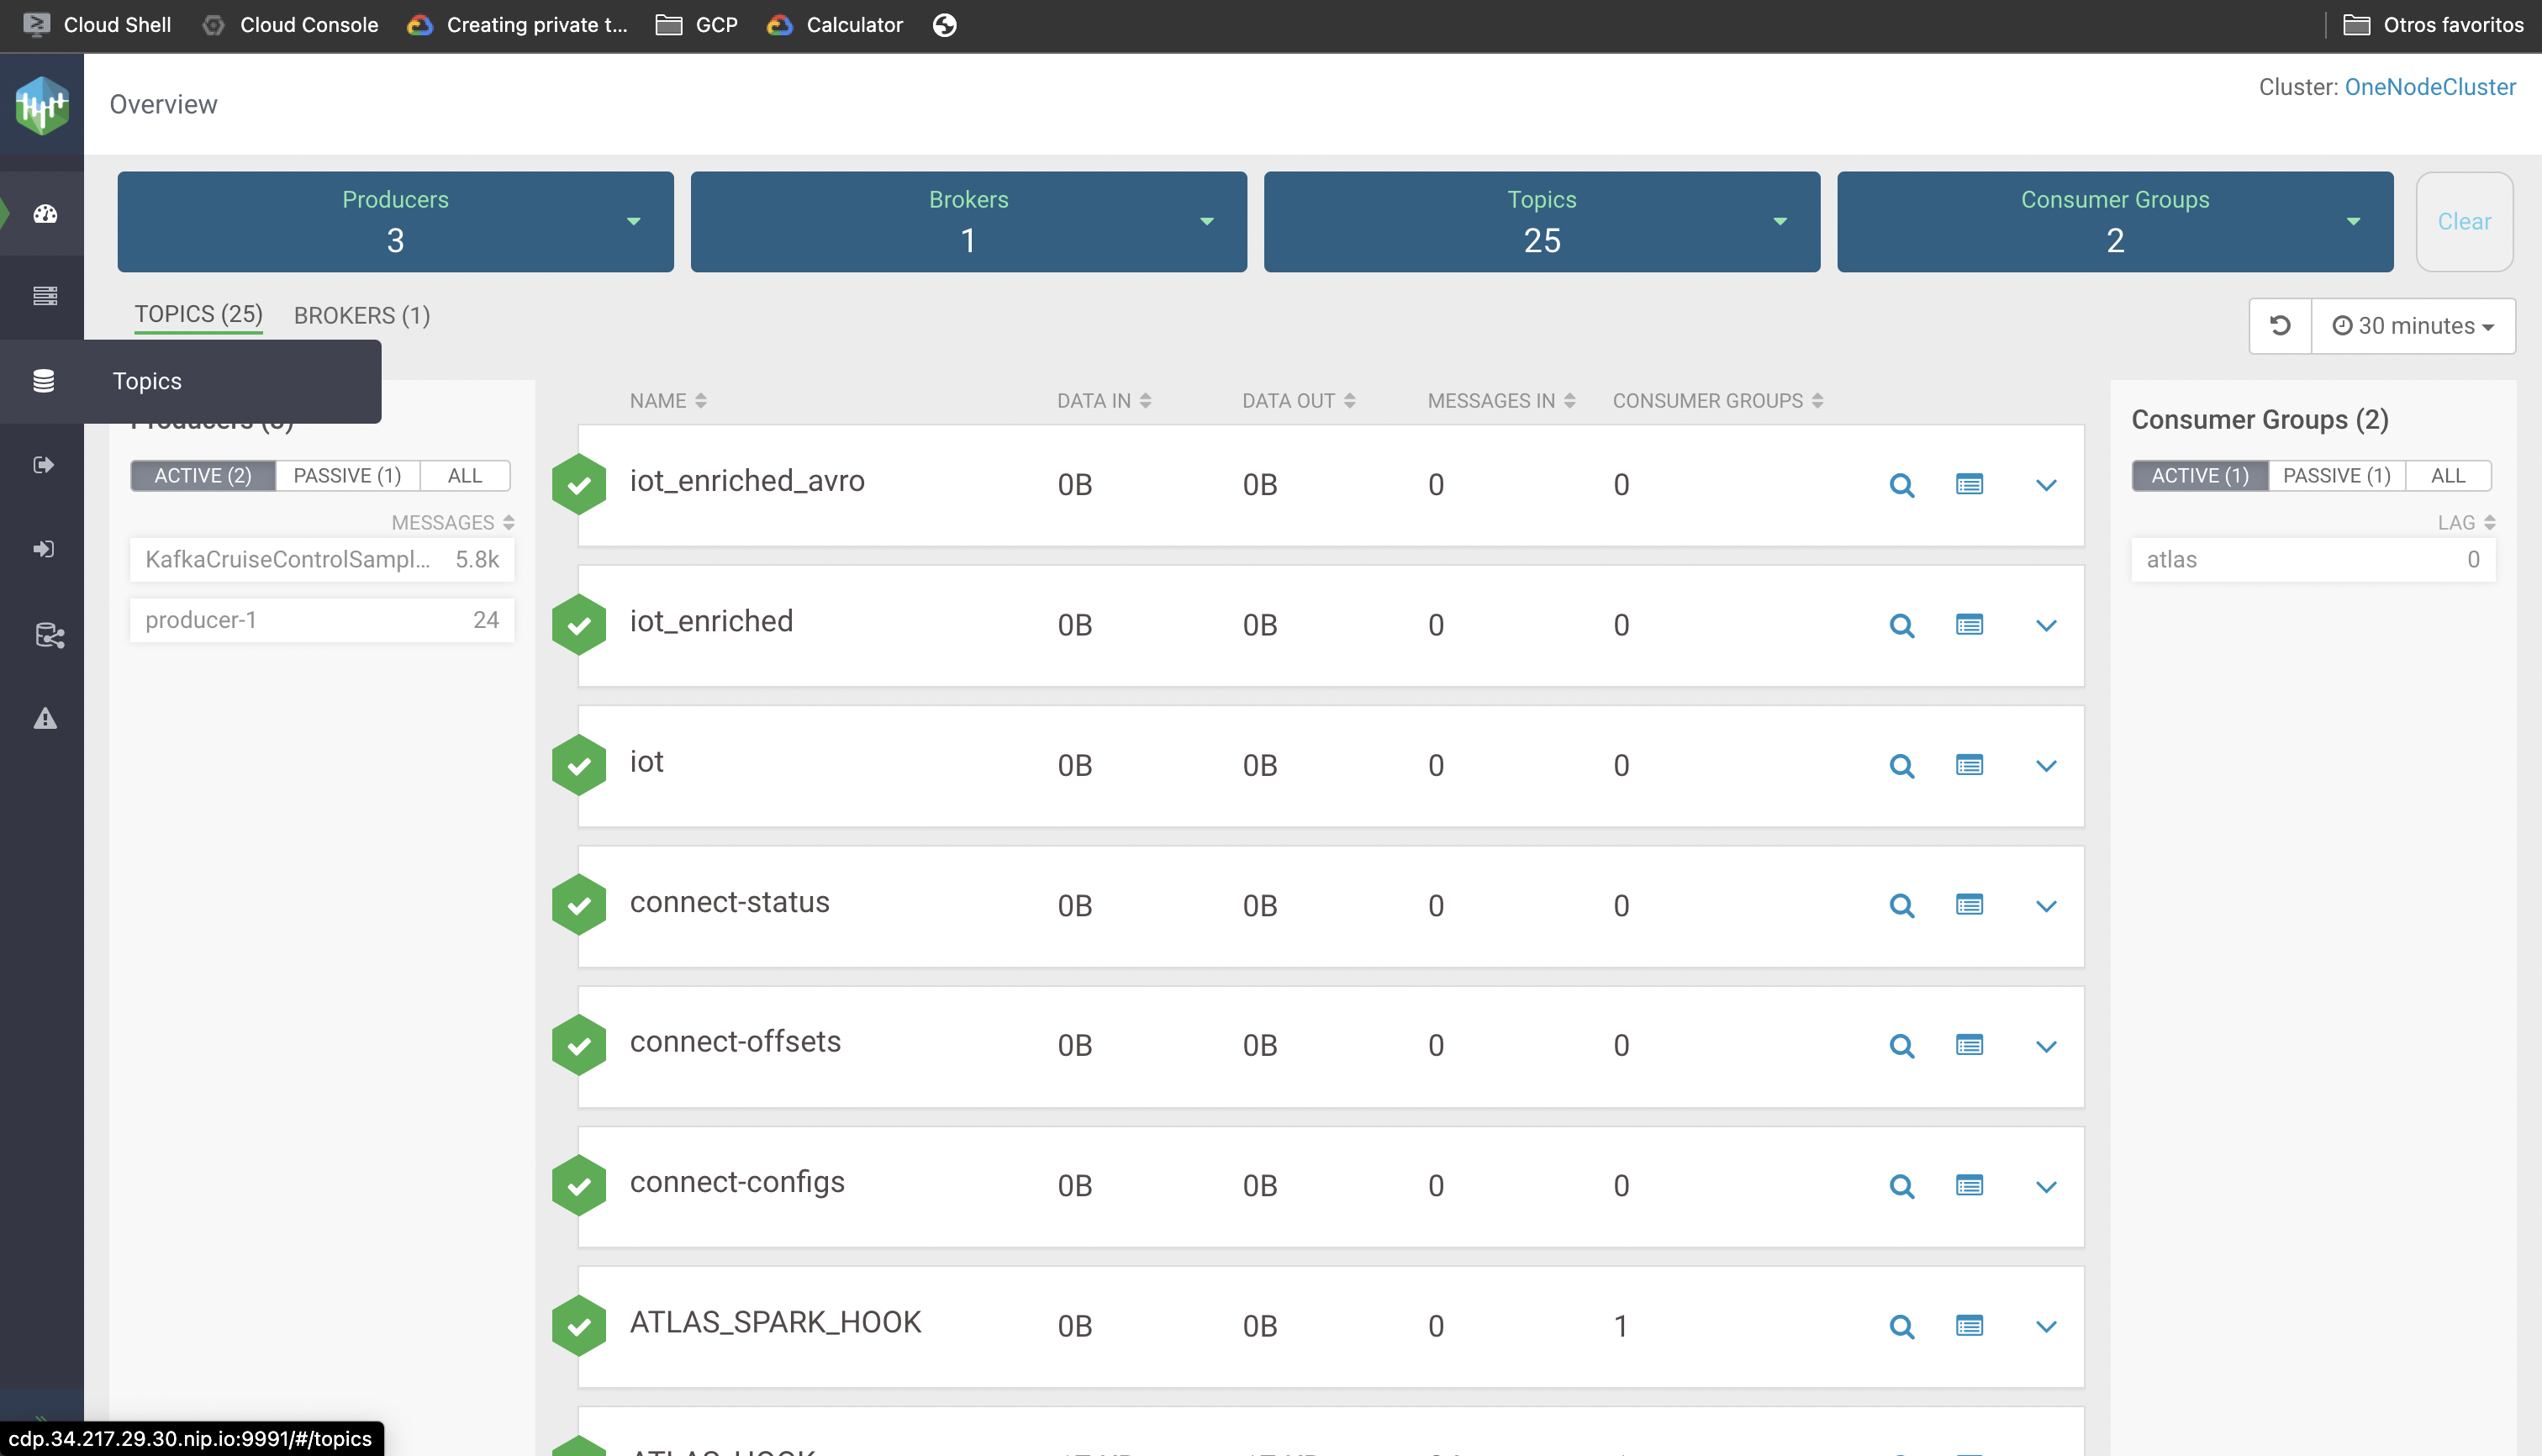 Cloud Shell Cloud Console Creating private t... GCP Calculator Otros favoritos
Overview
Cluster: OneNodeCluster
Producers
3
Brokers
1
Topics
25
Consumer Groups
2
Clear
TOPICS (25) BROKERS (1)
30 minutes
Topics
Producers (3)
ACTIVE (2) PASSIVE (1) ALL
MESSAGES
KafkaCruiseControlSampl... 5.8k
producer-1 24
NAME DATA IN DATA OUT MESSAGES IN CONSUMER GROUPS
iot_enriched_avro 0B 0B 0 0
iot_enriched 0B 0B 0 0
iot 0B 0B 0 0
connect-status 0B 0B 0 0
connect-offsets 0B 0B 0 0
connect-configs 0B 0B 0 0
ATLAS_SPARK_HOOK 0B 0B 0 1
ATLAS_HOOK
Consumer Groups (2)
ACTIVE (1) PASSIVE (1) ALL
LAG
atlas 0
cdp.34.217.29.30.nip.io:9991/#/topics